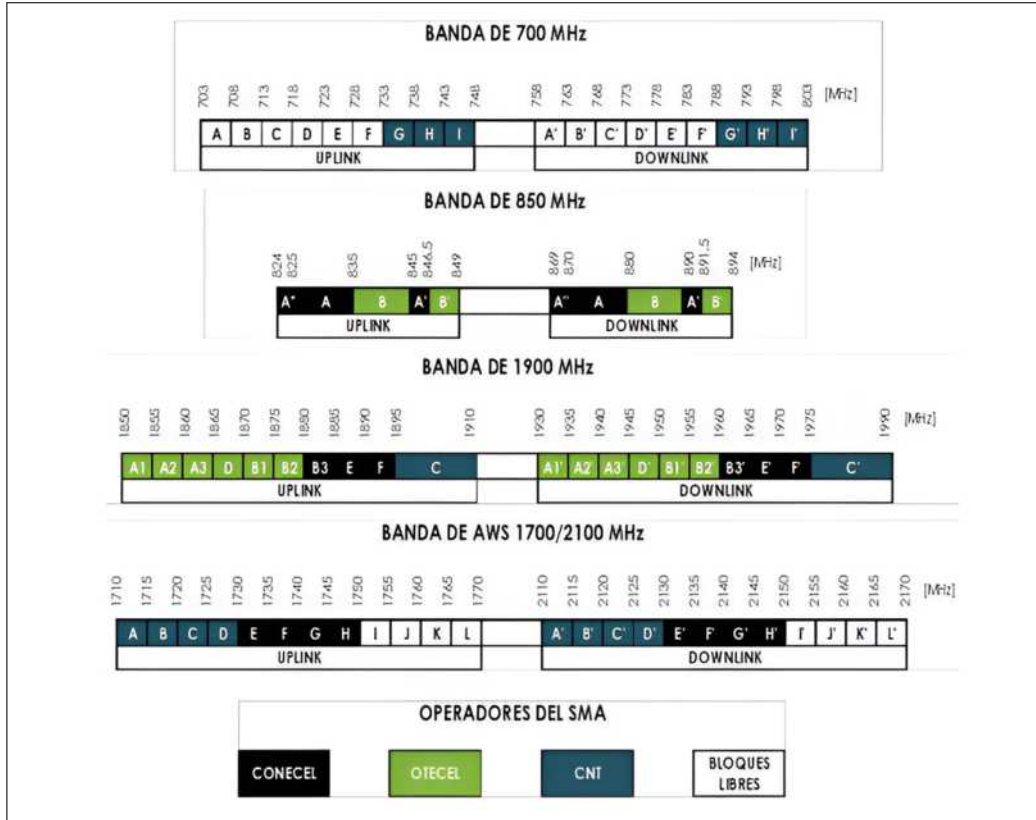 BANDA DE 700 MHz
703 708 713 718 723 728 733 738 743 748 758 763 768 773 778 783 788 793 798 803 [MHz]
A B C D E F G H I A' B' C' D' E' F' G' H' I'
UPLINK DOWNLINK
BANDA DE 850 MHz
824 825 835 845 846.5 849 869 870 880 890 891.5 894 [MHz]
A" A B A' B' A" A B A' B'
UPLINK DOWNLINK
BANDA DE 1900 MHz
1850 1855 1860 1865 1870 1875 1880 1885 1890 1895 1910 1930 1935 1940 1945 1950 1955 1960 1965 1970 1975 1990 [MHz]
A1 A2 A3 D B1 B2 B3 E F C A1' A2' A3' D' B1' B2' B3' E' F' C'
UPLINK DOWNLINK
BANDA DE AWS 1700/2100 MHz
1710 1715 1720 1725 1730 1735 1740 1745 1750 1755 1760 1765 1770 2110 2115 2120 2125 2130 2135 2140 2145 2150 2155 2160 2165 2170 [MHz]
A B C D E F G H I J K L A' B' C' D' E' F' G' H' I' J' K' L'
UPLINK DOWNLINK
OPERADORES DEL SMA
CONECEL OTECEL CNT BLOQUES LIBRES